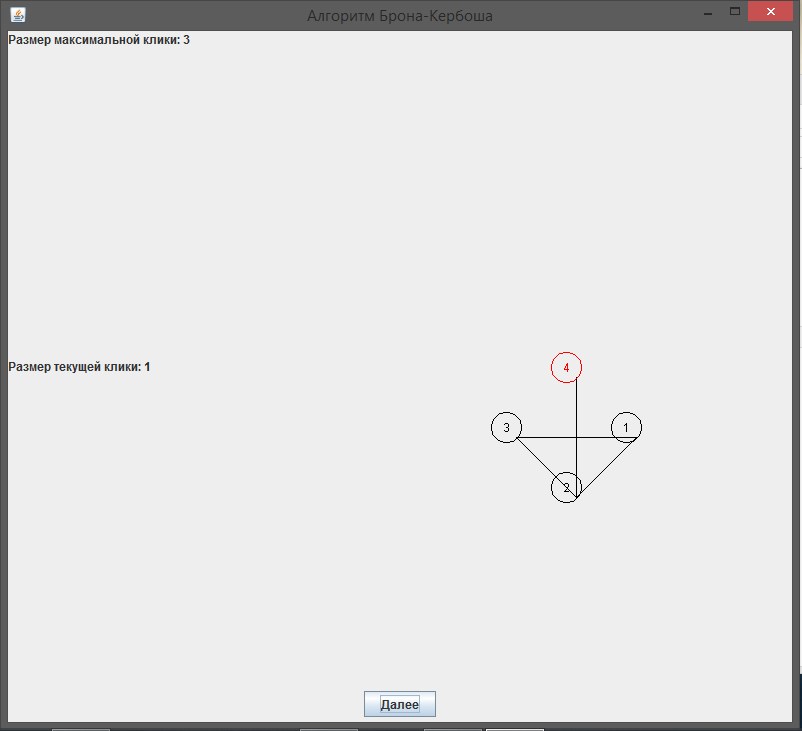 Алгоритм Брона-Кербоша
Размер максимальной клики: 3
Размер текущей клики: 1
4
3
1
2
Далее